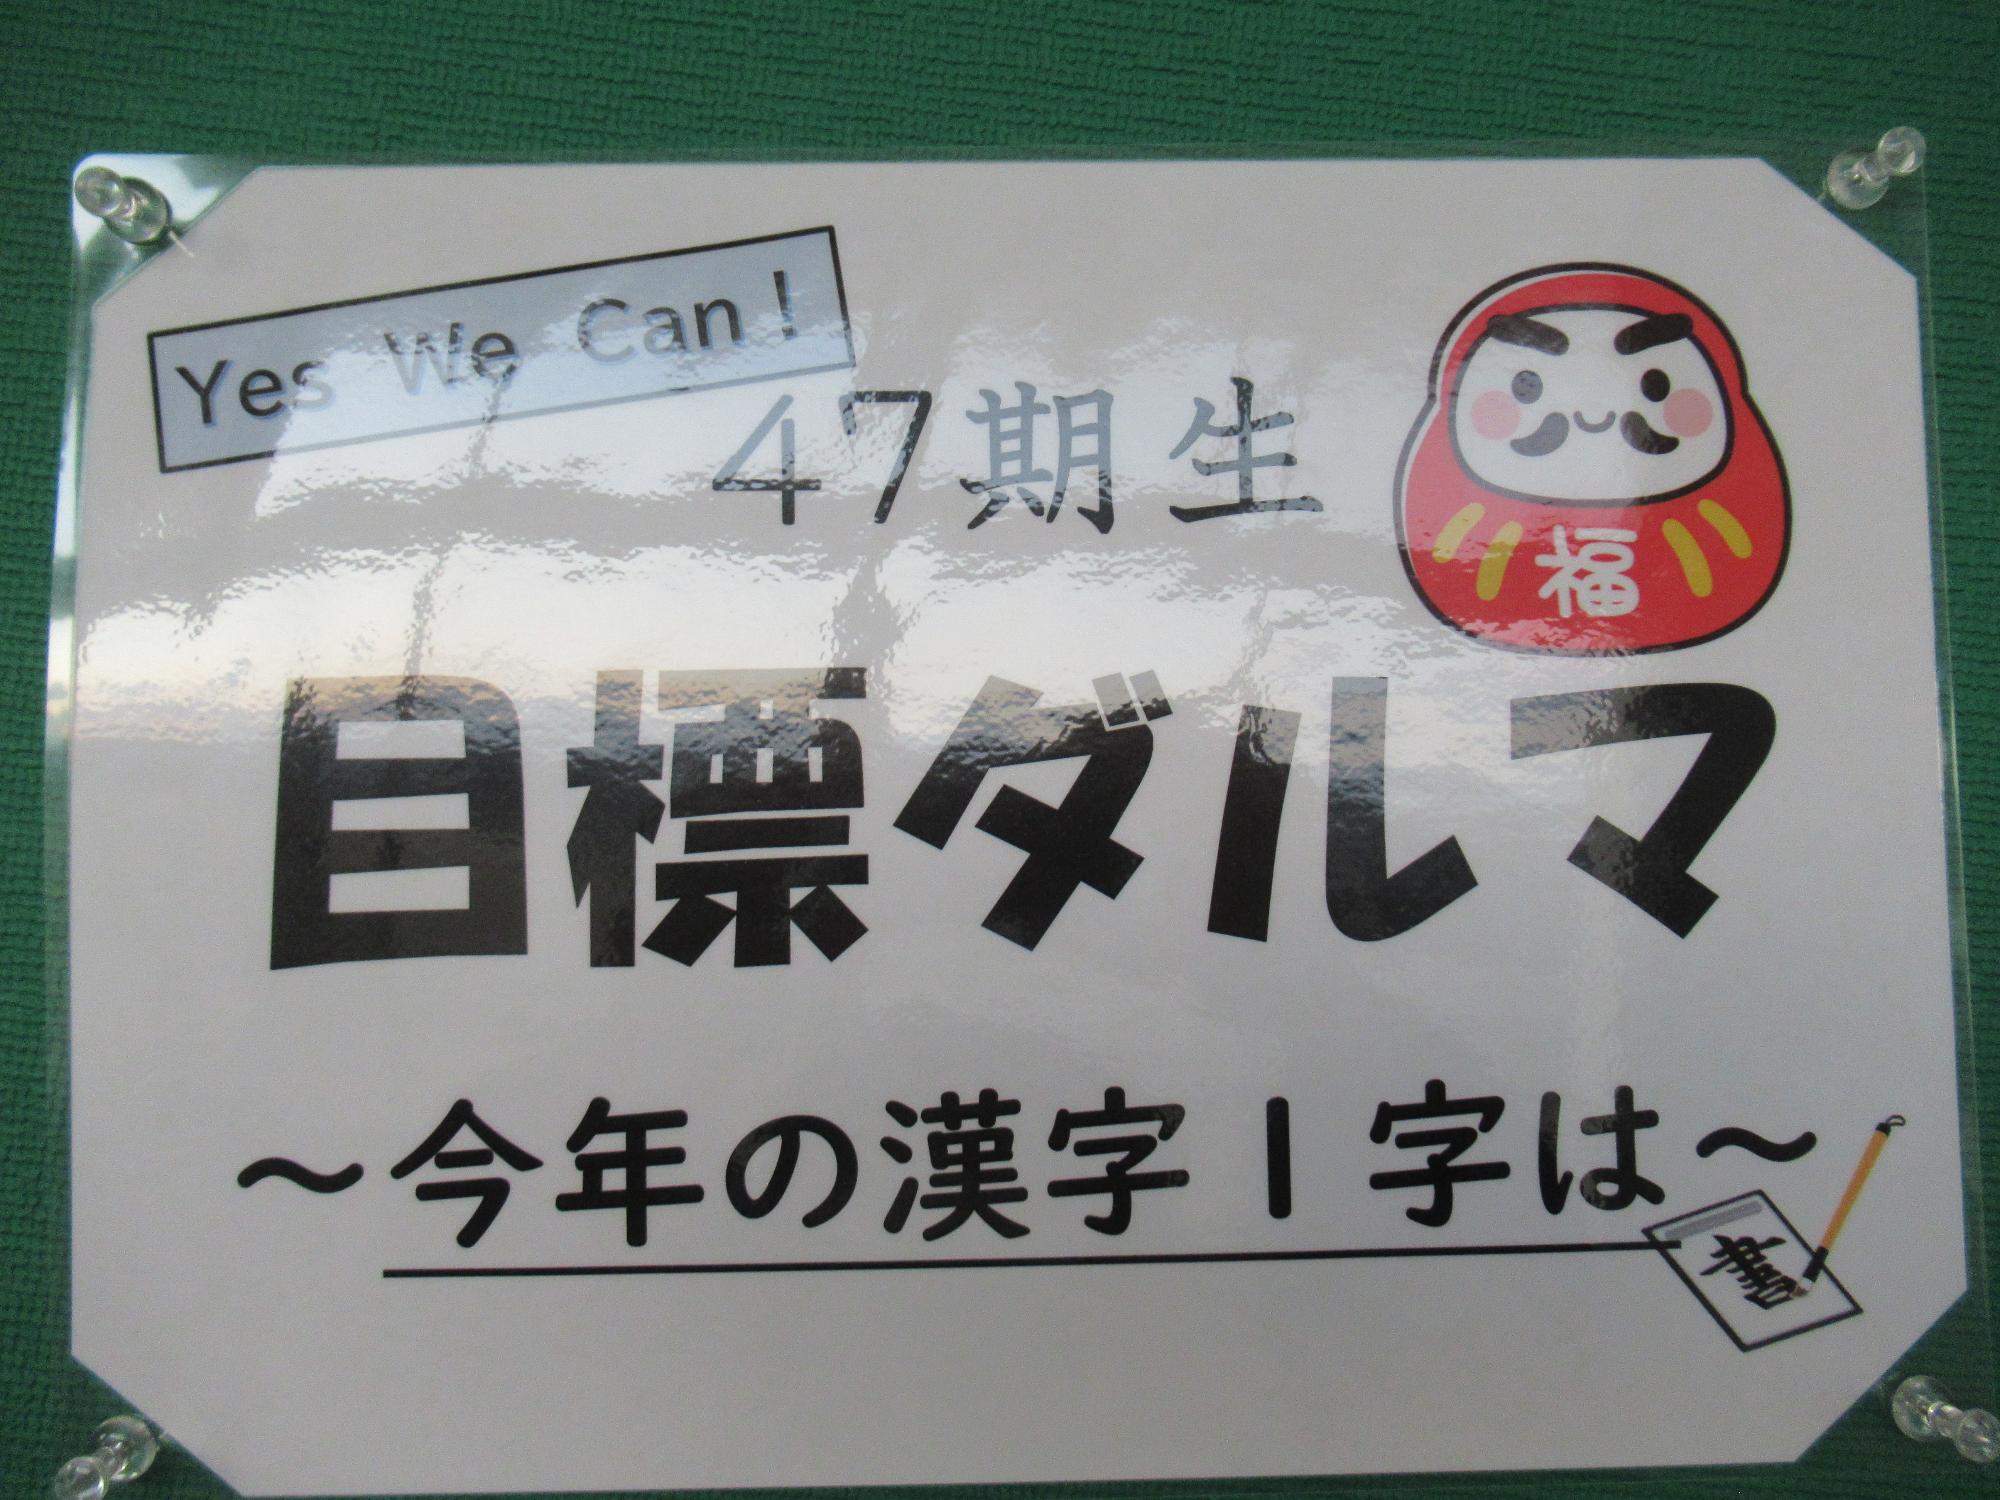 Yes We Can!
47期生
福
目標ダルマ
～今年の漢字1字は～
書